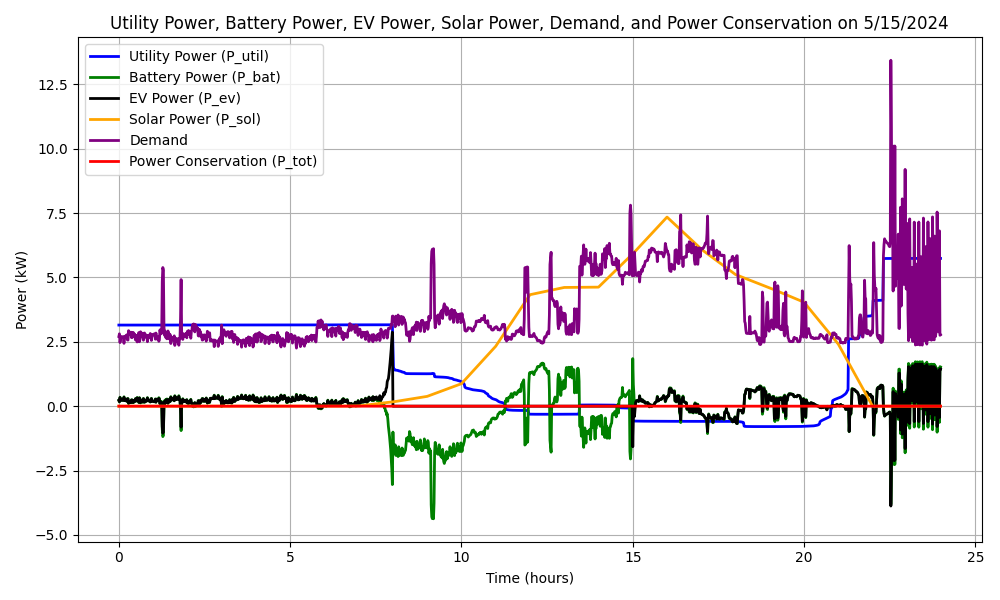 Utility Power, Battery Power, EV Power, Solar Power, Demand, and Power Conservation on 5/15/2024
Utility Power (P_util)
Battery Power (P_bat)
EV Power (P_ev)
Solar Power (P_sol)
Demand
Power Conservation (P_tot)
Power (kW)
12.5
10.0
7.5
5.0
2.5
0.0
−2.5
−5.0
0 5 10 15 20 25
Time (hours)